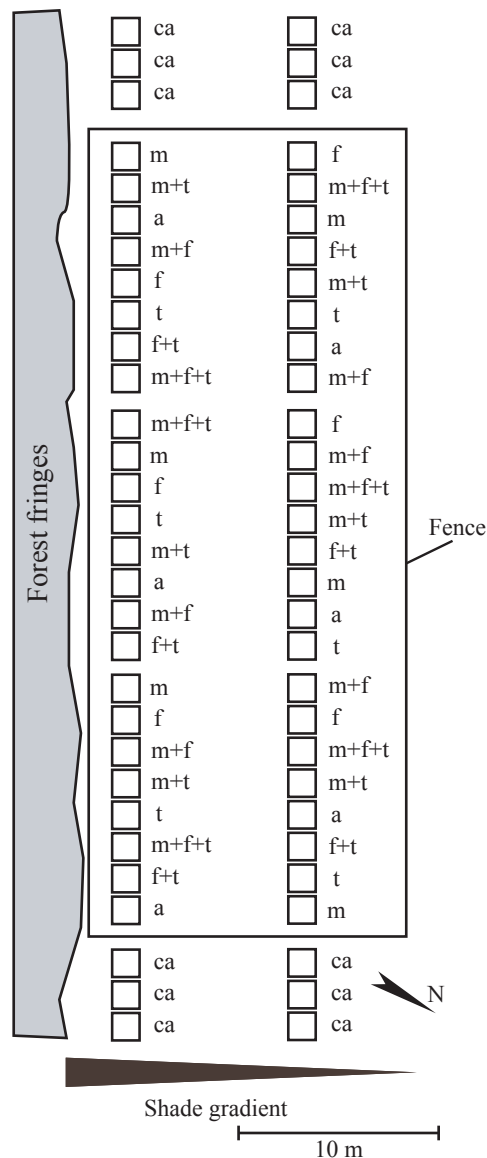 ca ca
ca ca
ca ca
m f
m+t m+f+t
a m
m+f f+t
f m+t
t t
f+t a
m+f+t m+f
m+f+t f
m m+f
f m+f+t
t m+t
m+t f+t
a m
m+f a
f+t t
m m+f
f f
m+f m+f+t
m+t m+t
t a
m+f+t f+t
f+t t
a m
ca ca
ca ca
ca ca
Forest fringes
Fence
N
Shade gradient
10 m